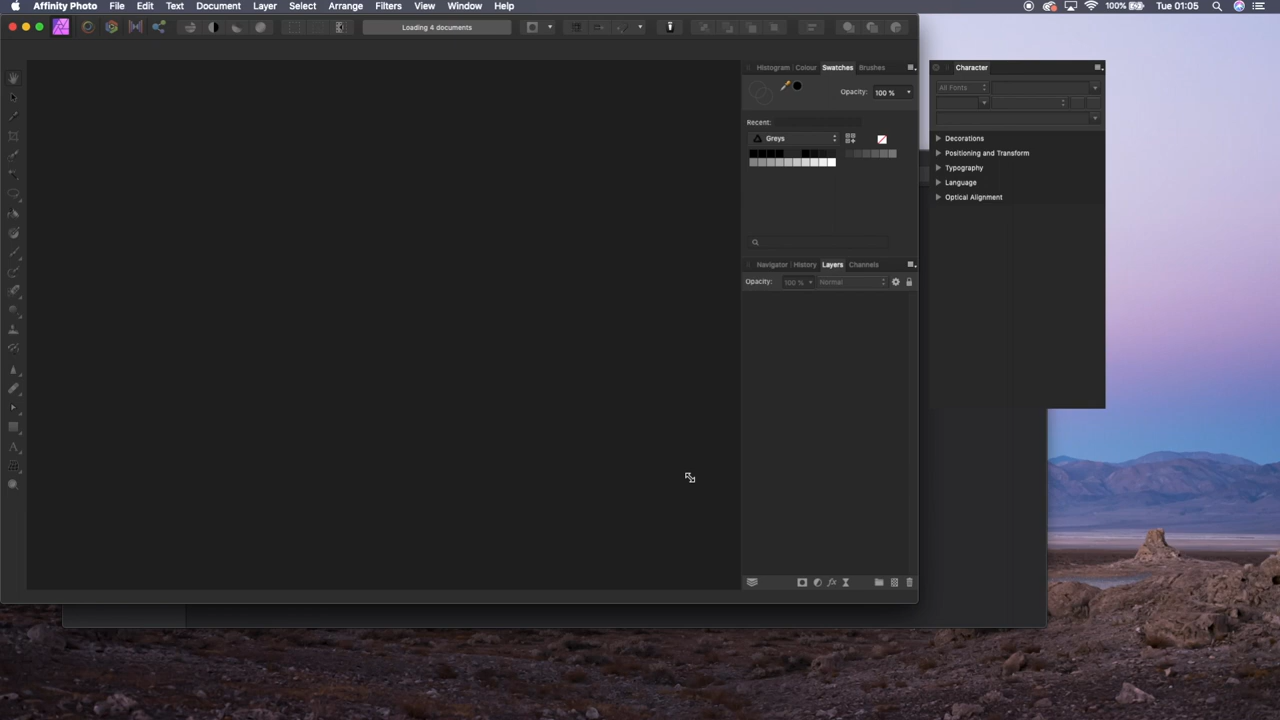 Affinity Photo File Edit Text Document Layer Select Arrange Filters View Window Help 100% Tue 01:05
Loading 4 documents
Histogram Colour Swatches Brushes
Opacity: 100 %
Recent:
Greys
Navigator History Layers Channels
Opacity: 100 % Normal
Character
All Fonts
Decorations
Positioning and Transform
Typography
Language
Optical Alignment